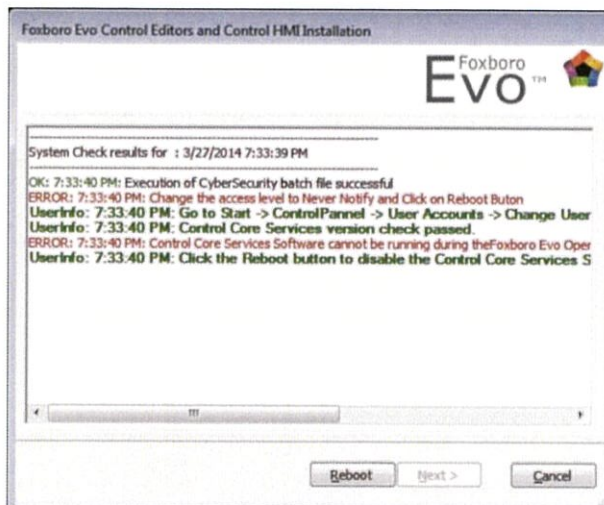 Foxboro Evo Control Editors and Control HMI Installation
Foxboro
Evo™
System Check results for : 3/27/2014 7:33:39 PM
OK: 7:33:40 PM: Execution of CyberSecurity batch file successful
ERROR: 7:33:40 PM: Change the access level to Never Notify and Click on Reboot Buton
UserInfo: 7:33:40 PM: Go to Start -> ControlPannel -> User Accounts -> Change User
UserInfo: 7:33:40 PM: Control Core Services version check passed.
ERROR: 7:33:40 PM: Control Core Services Software cannot be running during theFoxboro Evo Oper
UserInfo: 7:33:40 PM: Click the Reboot button to disable the Control Core Services S
Reboot Next > Cancel